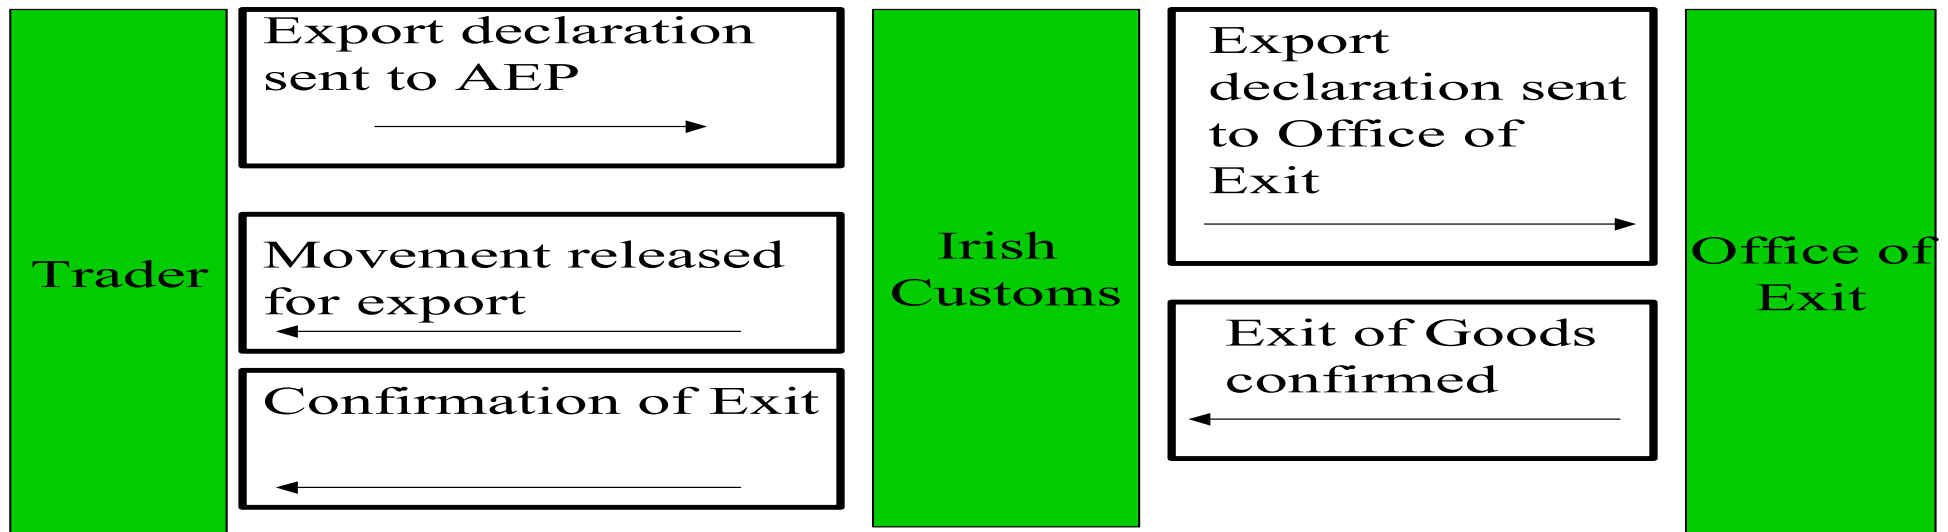 Trader
Export declaration
sent to AEP
Movement released
for export
Confirmation of Exit
Irish
Customs
Export
declaration sent
to Office of
Exit
Exit of Goods
confirmed
Office of
Exit